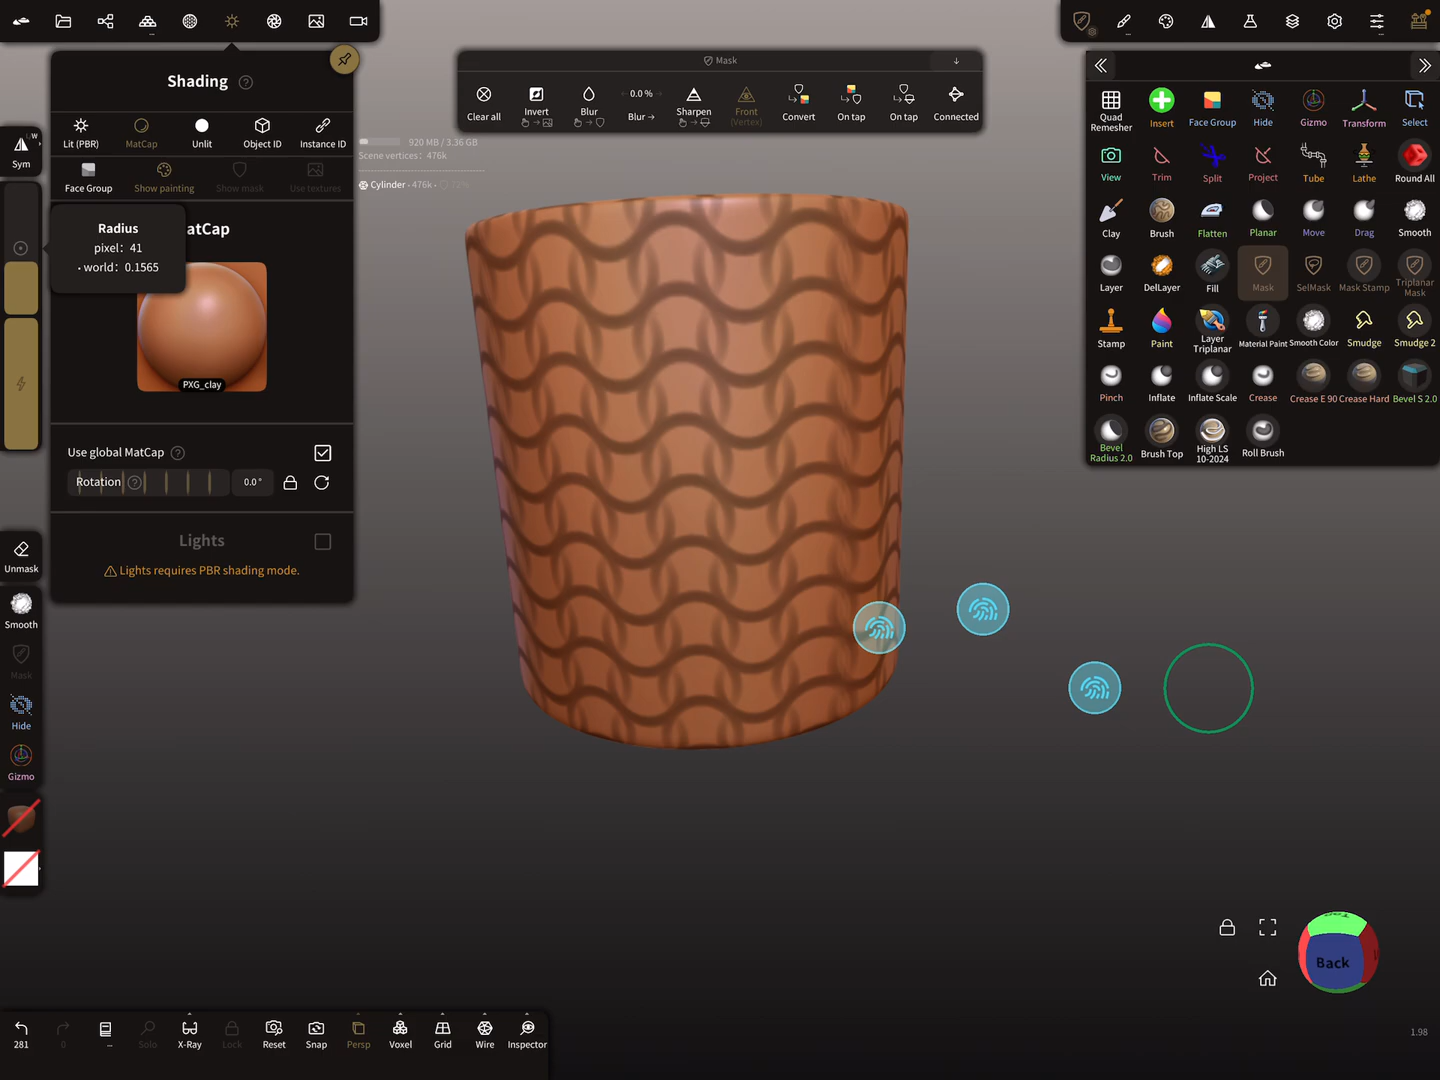 Shading
Lit (PBR)
MatCap
Unlit
Object ID
Instance ID
Face Group
Show painting
Show mask
Use textures
MatCap
Radius
pixel: 41
• world: 0.1565
PXG_clay
Use global MatCap
Rotation
0.0 °
Lights
Lights requires PBR shading mode.
Sym
Unmask
Smooth
Mask
Hide
Gizmo
Mask
Clear all
Invert
Blur
0.0 %
Blur →
Sharpen
Front
(Vertex)
Convert
On tap
On tap
Connected
920 MB / 3.36 GB
Scene vertices: 476k
Cylinder • 476k •
Quad Remesher
Insert
Face Group
Hide
Gizmo
Transform
Select
View
Trim
Split
Project
Tube
Lathe
Round All
Clay
Brush
Flatten
Planar
Move
Drag
Smooth
Layer
DelLayer
Fill
Mask
SelMask
Mask Stamp
Triplanar Mask
Stamp
Paint
Layer Triplanar
Material Paint
Smooth Color
Smudge
Smudge 2
Pinch
Inflate
Inflate Scale
Crease
Crease E 90
Crease Hard
Bevel S 2.0
Bevel Radius 2.0
Brush Top
High LS 10-2024
Roll Brush
Top
Back
1.98
281
0
...
Solo
X-Ray
Lock
Reset
Snap
Persp
Voxel
Grid
Wire
Inspector